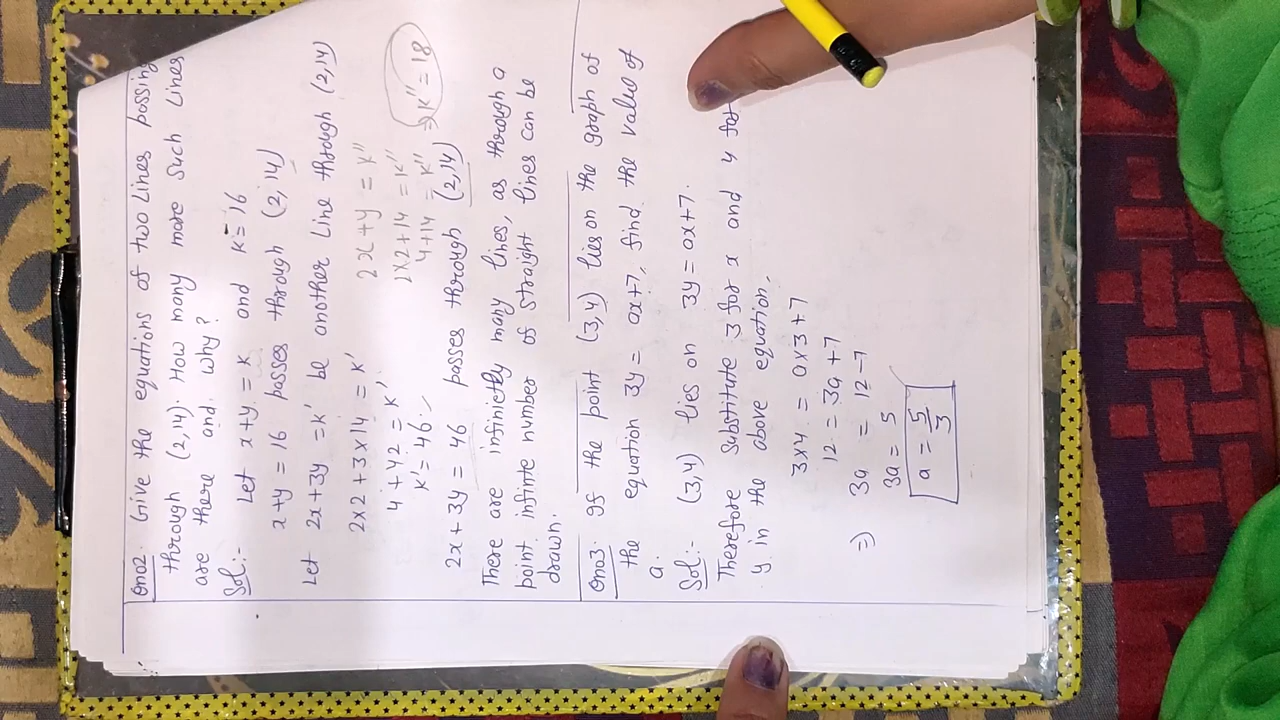 Qno2. Give the equations of two lines passing
through (2,14). How many more such lines
are there and why?
Sol:- Let x+y = k and k=16
x+y = 16 passes through (2,14)
Let 2x+3y =k' be another line through (2,14)
2x2+3x14 = k'
4+42 = k'
k'=46
2x+y = k"
2x2+14 = k"
4+14 = k"
⇒ k" = 18
2x+3y = 46 passes through (2,14)
There are infinietly many lines, as through a
point infinte number of straight lines can be
drawn.
Qno3. If the point (3,4) lies on the graph of
the equation 3y = ax+7, find the value of
a.
Sol:- (3,4) lies on 3y=ax+7.
Therefore substitute 3 for x and 4 for
y in the above equation.
3x4 = ax3+7
12 = 3a+7
⇒ 3a = 12-7
3a = 5
a = 5/3